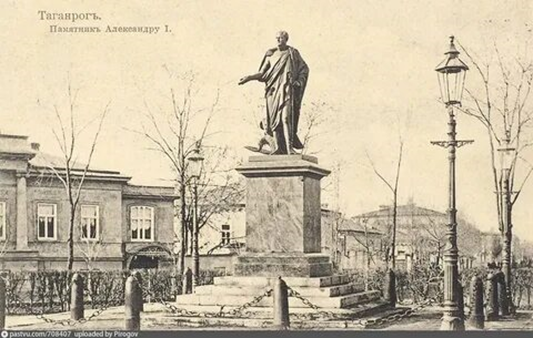 Таганрогъ.
Памятникъ Александру I.
pastvu.com/708407 uploaded by Pirogov